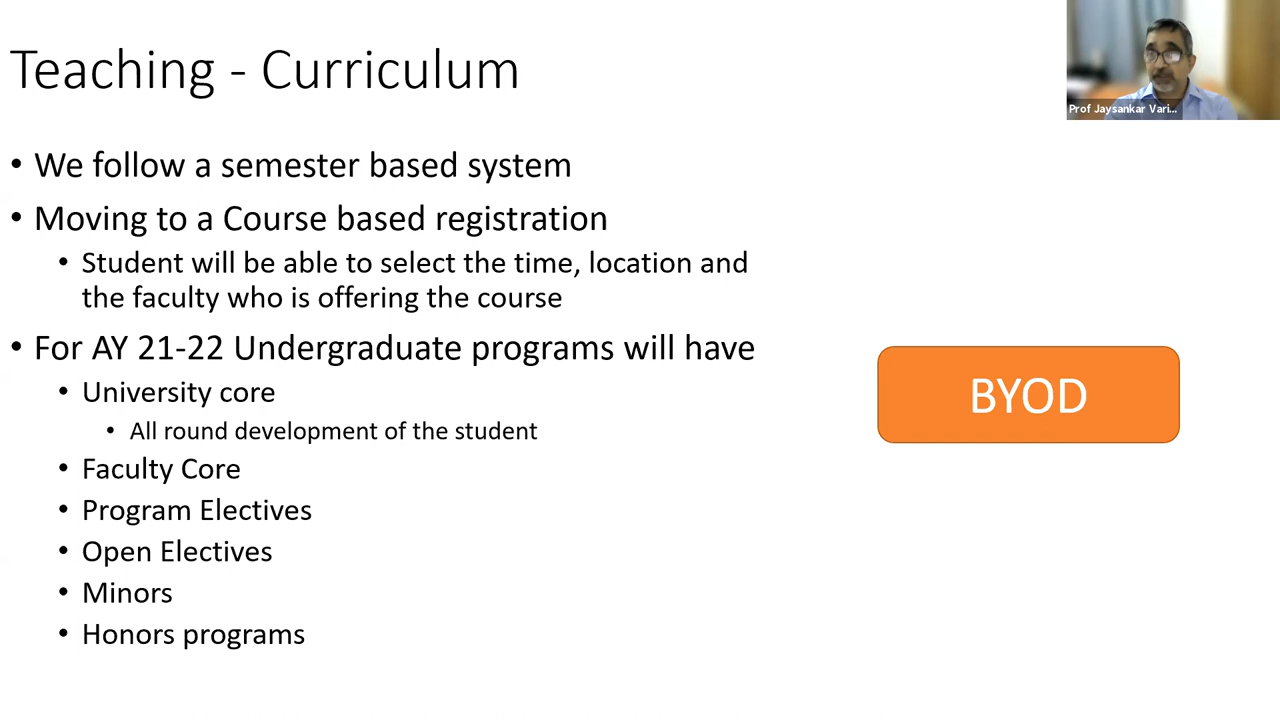 Teaching - Curriculum
Prof Jaysankar Vari...
• We follow a semester based system
• Moving to a Course based registration
• Student will be able to select the time, location and
the faculty who is offering the course
• For AY 21-22 Undergraduate programs will have
• University core
• All round development of the student
• Faculty Core
• Program Electives
• Open Electives
• Minors
• Honors programs
BYOD